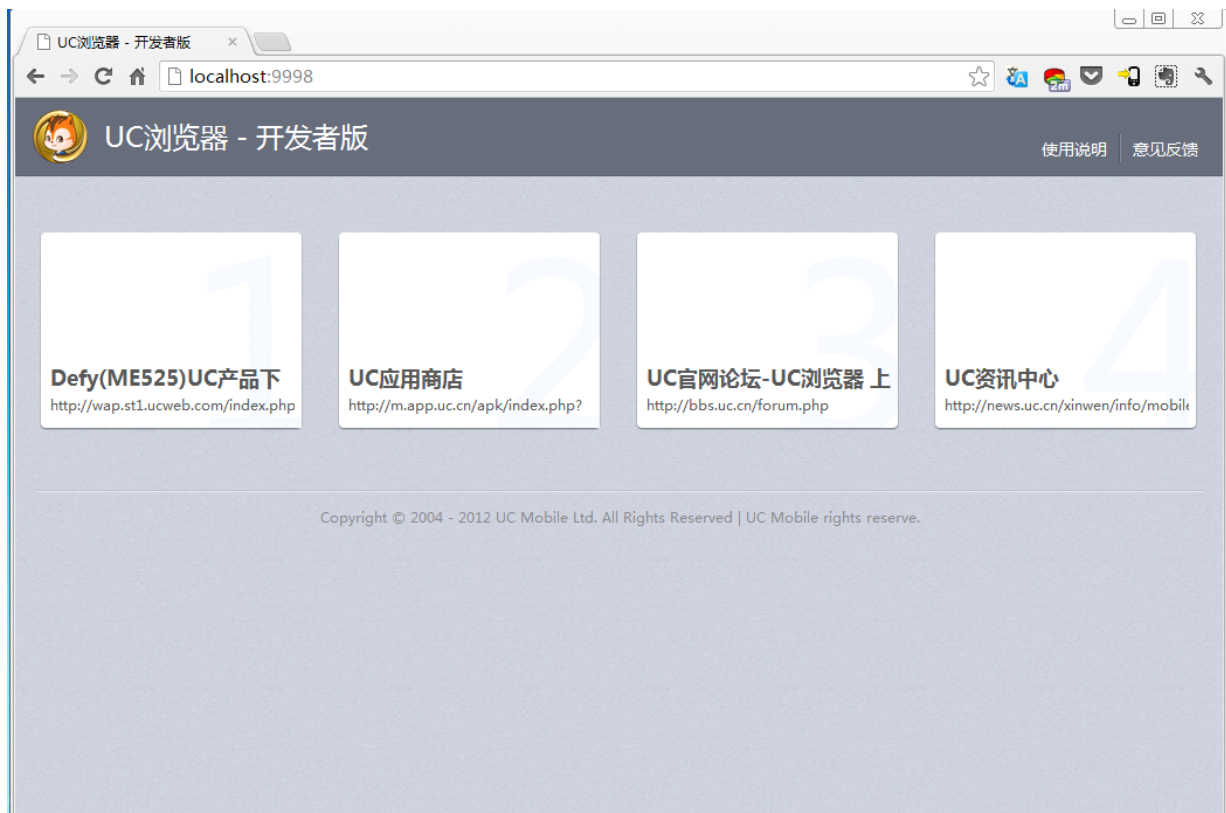 UC浏览器 - 开发者版
localhost:9998
2m
UC浏览器 - 开发者版
使用说明
意见反馈
1
Defy(ME525)UC产品下
http://wap.st1.ucweb.com/index.php
2
UC应用商店
http://m.app.uc.cn/apk/index.php?
3
UC官网论坛-UC浏览器 上
http://bbs.uc.cn/forum.php
4
UC资讯中心
http://news.uc.cn/xinwen/info/mobile
Copyright © 2004 - 2012 UC Mobile Ltd. All Rights Reserved | UC Mobile rights reserve.